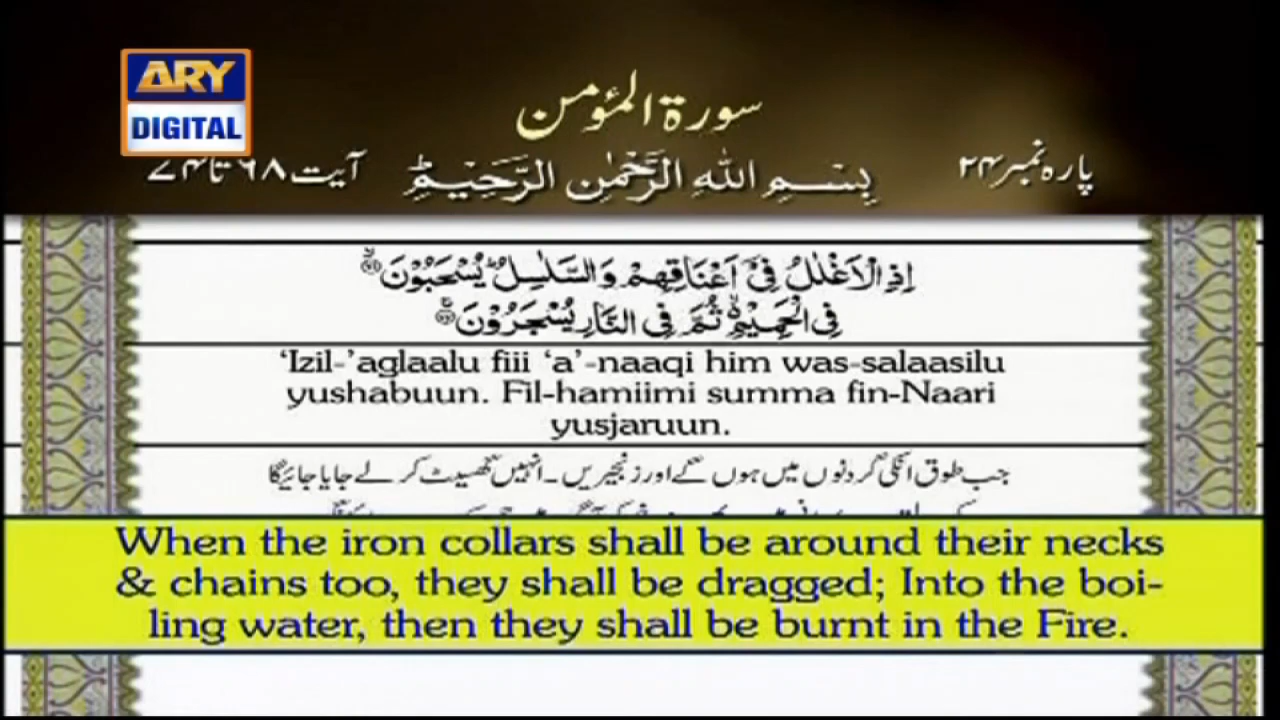 ARY
DIGITAL
سورۃ المؤمن
پارہ نمبر ۲۴ بِسْمِ اللهِ الرَّحْمٰنِ الرَّحِيْمِ آیت ۶۸ تا ۷۴
اِذِ الْاَغْلٰلُ فِيْۤ اَعْنَاقِهِمْ وَالسَّلٰسِلُ ؕ يُسْحَبُوْنَ ۙ
فِي الْحَمِيْمِ ۙ ثُمَّ فِي النَّارِ يُسْجَرُوْنَ ۚ
‘Izil-’aglaalu fiii ‘a’-naaqi him was-salaasilu
yushabuun. Fil-hamiimi summa fin-Naari
yusjaruun.
جب طوق انکی گردنوں میں ہوں گے اور زنجیریں۔ انہیں گھسیٹ کر لے جایا جائیگا
When the iron collars shall be around their necks
& chains too, they shall be dragged; Into the boi-
ling water, then they shall be burnt in the Fire.